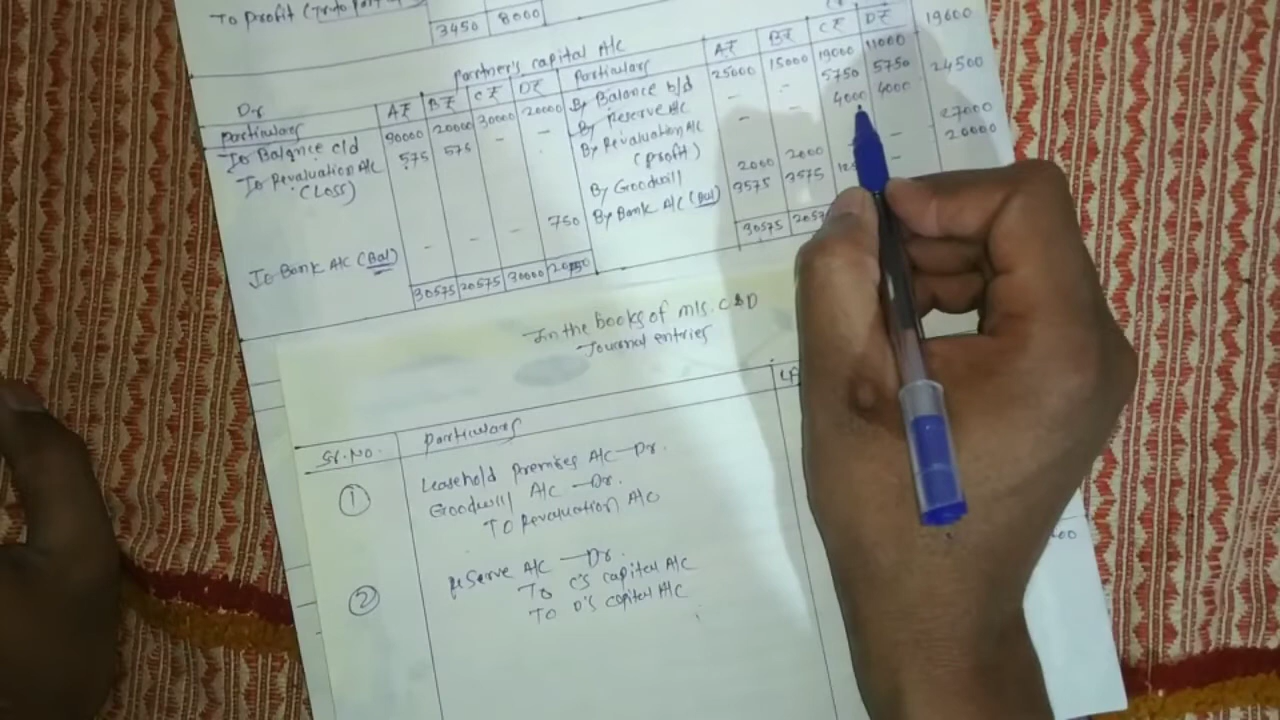 To Profit
3450 8000
19600
Partner's capital A/c
Dr
Particulars A₹ B₹ C₹ D₹ Particulars A₹ B₹ C₹ D₹
To Balance c/d 30000 20000 30000 20000 By Balance b/d 25000 15000 19000 11000
To Revaluation A/c 575 575 - - By Reserve A/c - - 5750 5750 24500
(Loss) By Revaluation A/c - - 4000 4000
(profit) 27000
By Goodwill 2000 2000 - 20000
750 By Bank A/c (Bal) 3575 3575 -
To Bank A/c (Bal) - - - 30575
30575 20575 30000
In the books of M/s. C & D
Journal entries
Sr.No. Particulars
① Leasehold premises A/c —Dr.
Goodwill A/c —Dr.
To Revaluation A/c
② Reserve A/c —Dr.
To C's capital A/c
To D's capital A/c